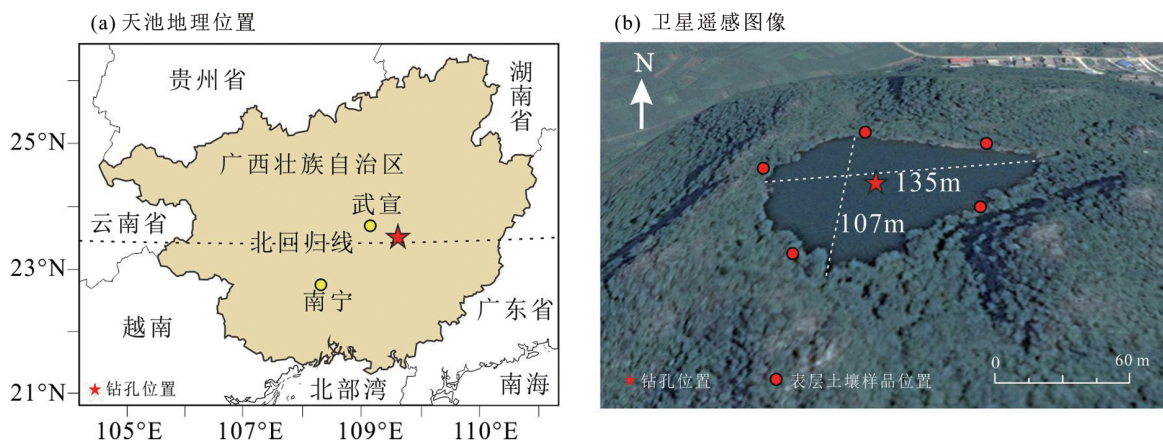 (a) 天池地理位置
贵州省
湖南省
25°N
广西壮族自治区
武宣
云南省
北回归线
23°N
南宁
广东省
越南
21°N
钻孔位置
北部湾
南海
105°E
107°E
109°E
110°E
(b) 卫星遥感图像
N
135m
107m
钻孔位置
表层土壤样品位置
0
60 m